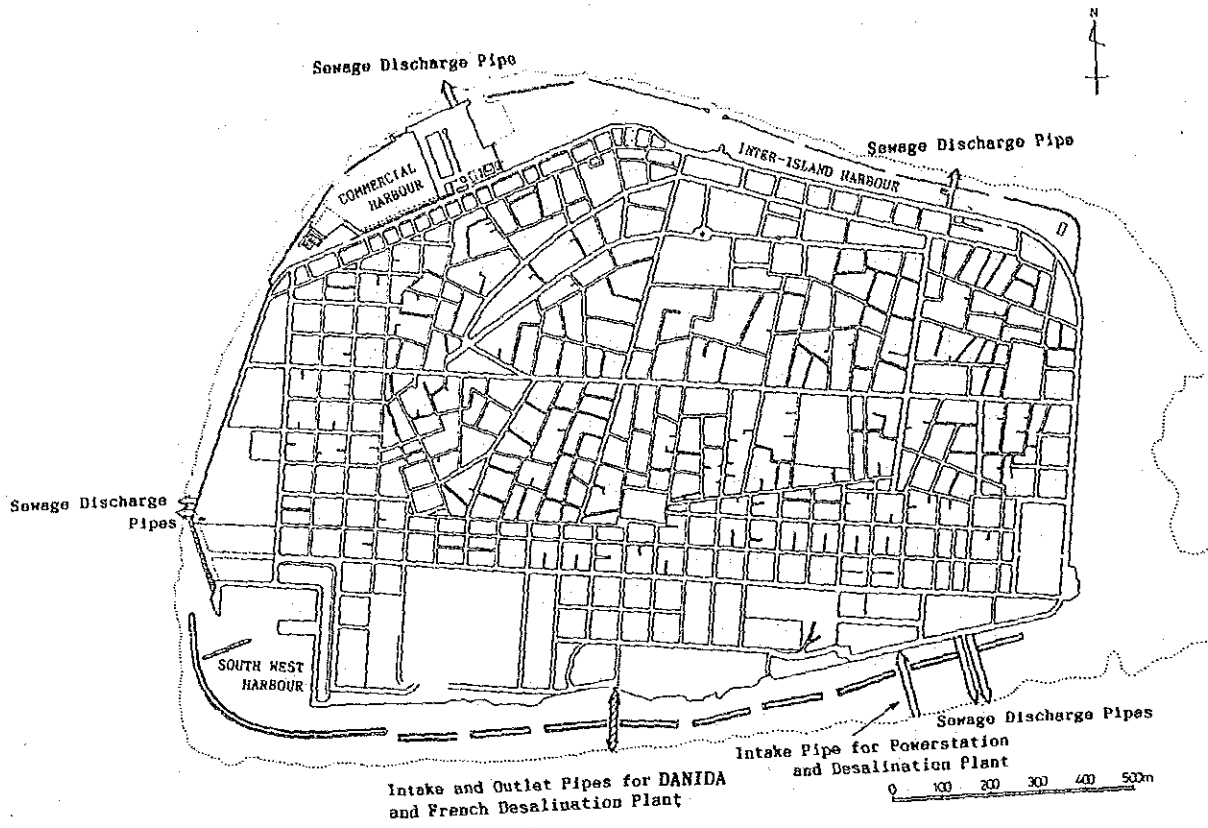 N
Sewage Discharge Pipe
Sewage Discharge Pipe
INTER-ISLAND HARBOUR
COMMERCIAL
HARBOUR
Sewage Discharge
Pipes
SOUTH WEST
HARBOUR
Sewage Discharge Pipes
Intake Pipe for Powerstation
and Desalination Plant
Intake and Outlet Pipes for DANIDA
and French Desalination Plant
0 100 200 300 400 500m